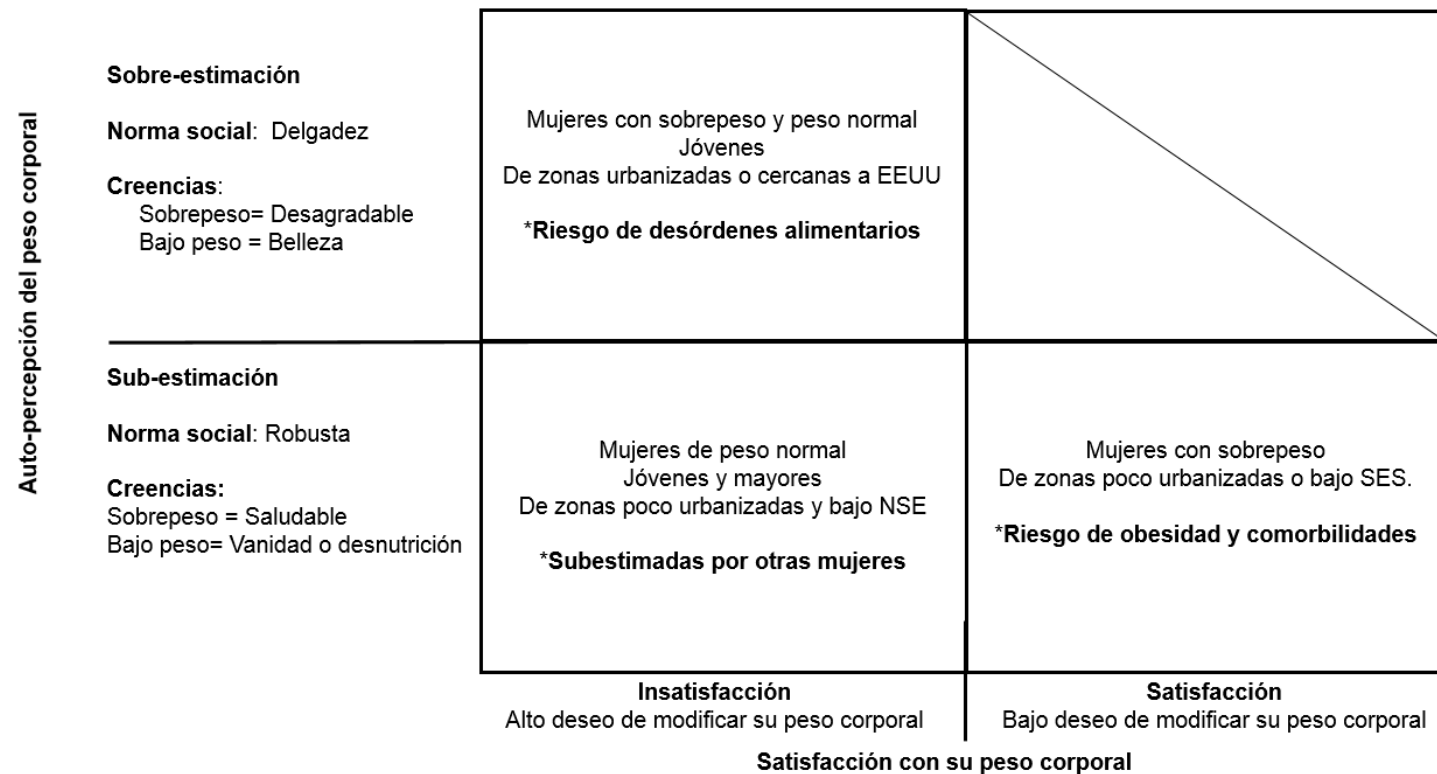 Auto-percepción del peso corporal
Sobre-estimación
Norma social: Delgadez
Creencias:
Sobrepeso= Desagradable
Bajo peso = Belleza
Mujeres con sobrepeso y peso normal
Jóvenes
De zonas urbanizadas o cercanas a EEUU
*Riesgo de desórdenes alimentarios
Sub-estimación
Norma social: Robusta
Creencias:
Sobrepeso = Saludable
Bajo peso= Vanidad o desnutrición
Mujeres de peso normal
Jóvenes y mayores
De zonas poco urbanizadas y bajo NSE
*Subestimadas por otras mujeres
Mujeres con sobrepeso
De zonas poco urbanizadas o bajo SES.
*Riesgo de obesidad y comorbilidades
Insatisfacción
Alto deseo de modificar su peso corporal
Satisfacción
Bajo deseo de modificar su peso corporal
Satisfacción con su peso corporal